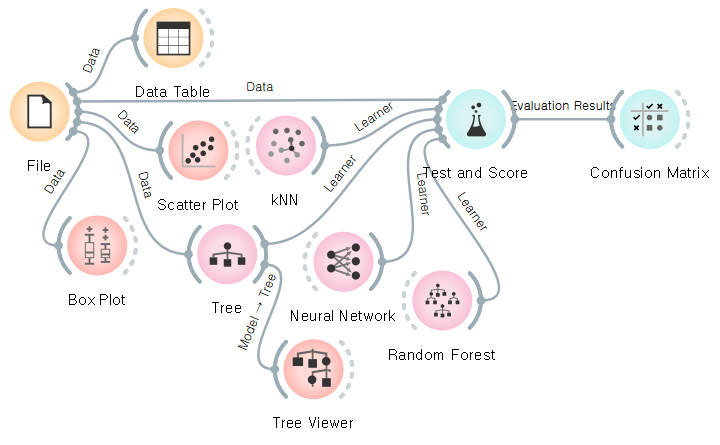 Data
Data Table
Data
Evaluation Results
Data
Learner
File
Test and Score
Confusion Matrix
Data
Data
Scatter Plot
kNN
Learner
Learner
Learner
Box Plot
Tree
Model → Tree
Neural Network
Random Forest
Tree Viewer